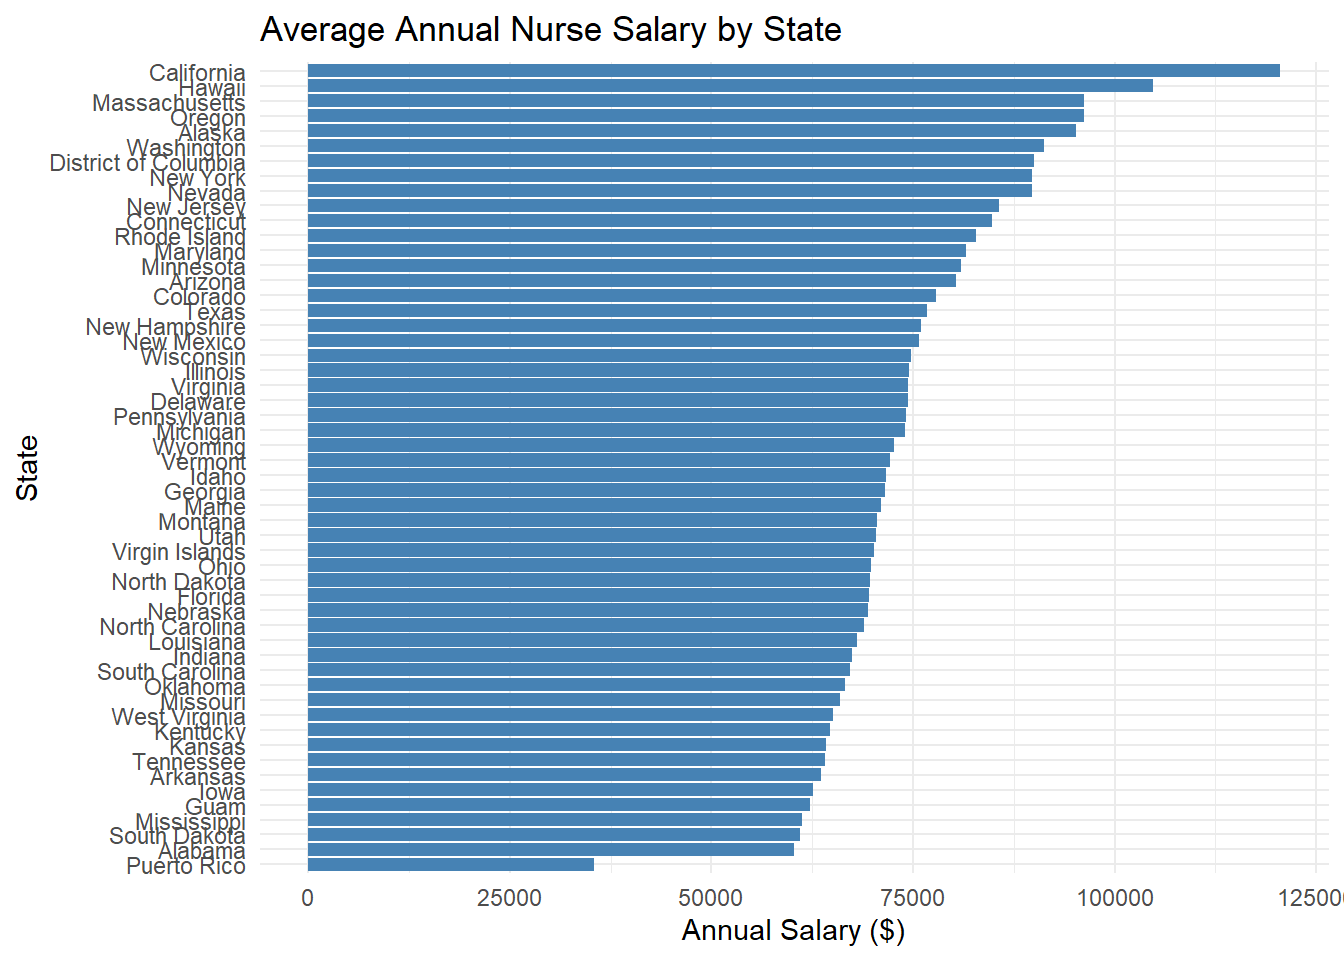 Average Annual Nurse Salary by State
California
Hawaii
Massachusetts
Oregon
Alaska
Washington
District of Columbia
New York
Nevada
New Jersey
Connecticut
Rhode Island
Maryland
Minnesota
Arizona
Colorado
Texas
New Hampshire
New Mexico
Wisconsin
Illinois
Virginia
Delaware
Pennsylvania
Michigan
Wyoming
Vermont
Idaho
Georgia
Maine
Montana
Utah
Virgin Islands
Ohio
North Dakota
Florida
Nebraska
North Carolina
Louisiana
Indiana
South Carolina
Oklahoma
Missouri
West Virginia
Kentucky
Kansas
Tennessee
Arkansas
Iowa
Guam
Mississippi
South Dakota
Alabama
Puerto Rico
State
0 25000 50000 75000 100000 125000
Annual Salary ($)